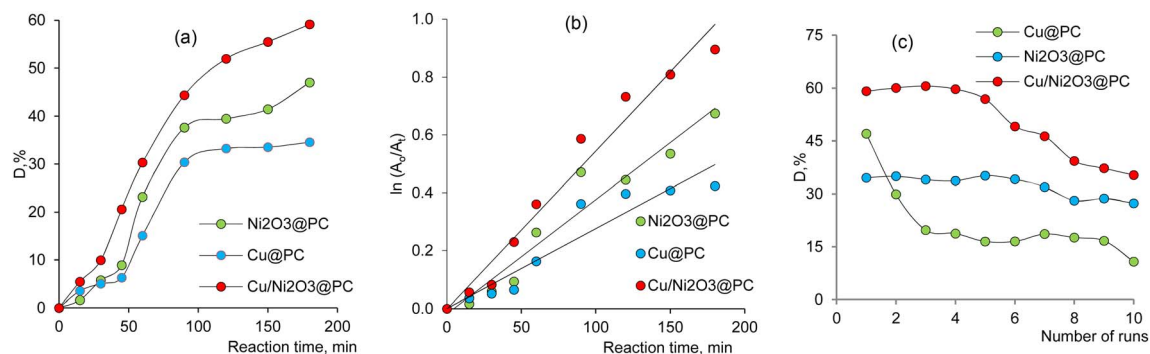 (a)
D,%
60
50
40
30
20
10
0
Ni2O3@PC
Cu@PC
Cu/Ni2O3@PC
0 50 100 150 200
Reaction time, min
(b)
ln (A₀/Aₜ)
1.0
0.8
0.6
0.4
0.2
0.0
Ni2O3@PC
Cu@PC
Cu/Ni2O3@PC
0 50 100 150 200
Reaction time, min
(c)
D,%
75
60
45
30
15
0
Cu@PC
Ni2O3@PC
Cu/Ni2O3@PC
0 2 4 6 8 10
Number of runs